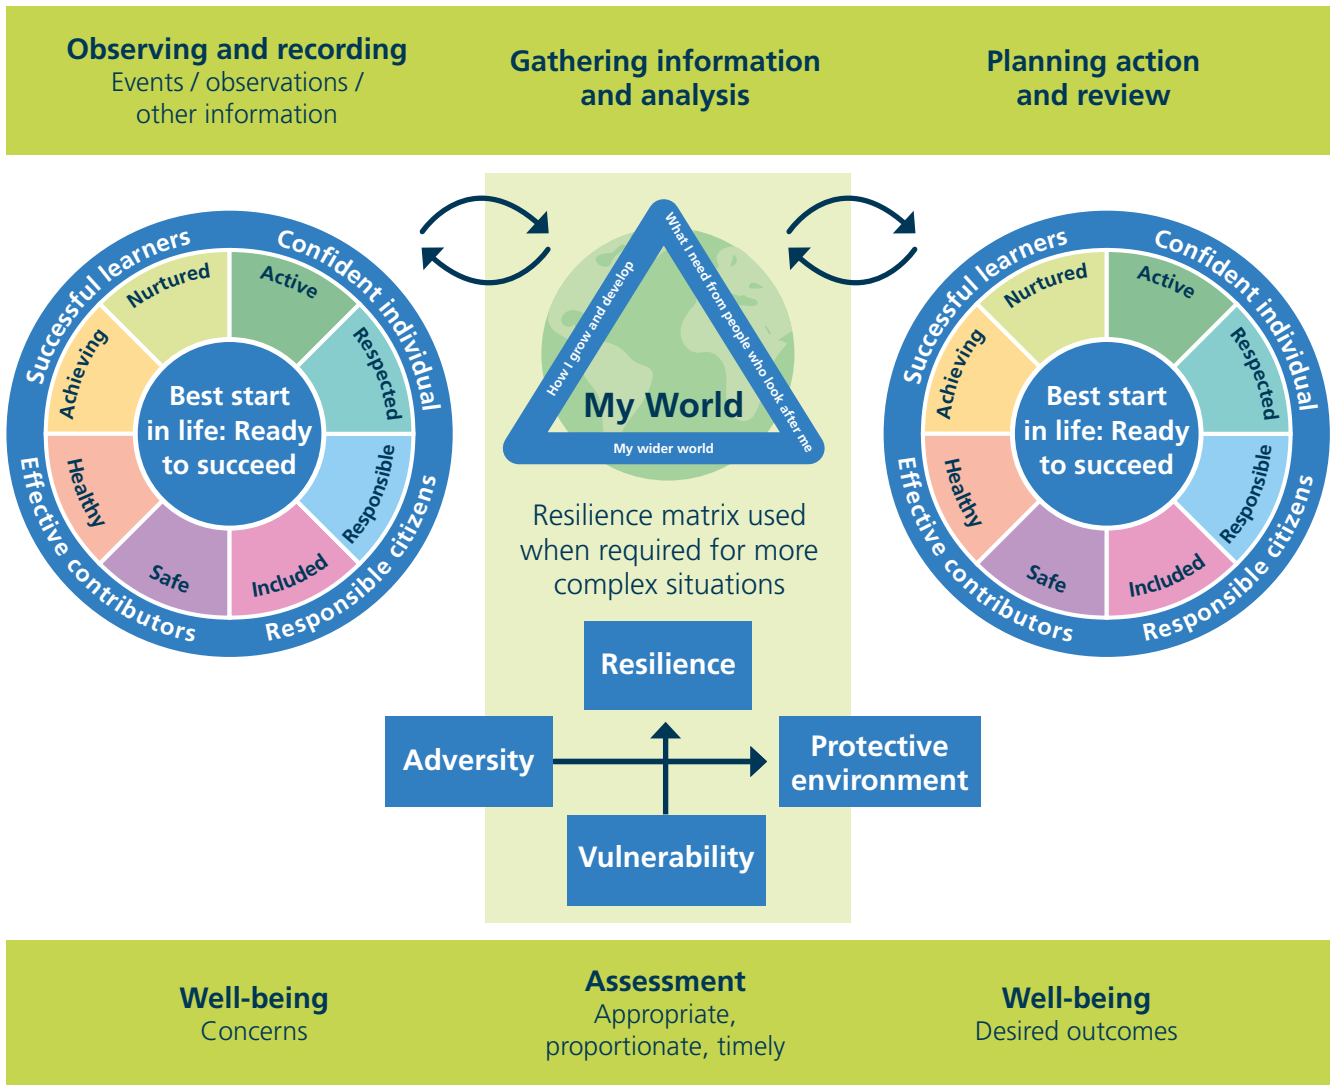 Observing and recording
Events / observations /
other information
Gathering information
and analysis
Planning action
and review
Successful learners
Confident individual
Effective contributors
Responsible citizens
Nurtured
Active
Achieving
Respected
Healthy
Responsible
Safe
Included
Best start
in life: Ready
to succeed
How I grow and develop
What I need from people who look after me
My World
My wider world
Resilience matrix used
when required for more
complex situations
Resilience
Adversity
Protective
environment
Vulnerability
Successful learners
Confident individual
Effective contributors
Responsible citizens
Nurtured
Active
Achieving
Respected
Healthy
Responsible
Safe
Included
Best start
in life: Ready
to succeed
Well-being
Concerns
Assessment
Appropriate,
proportionate, timely
Well-being
Desired outcomes